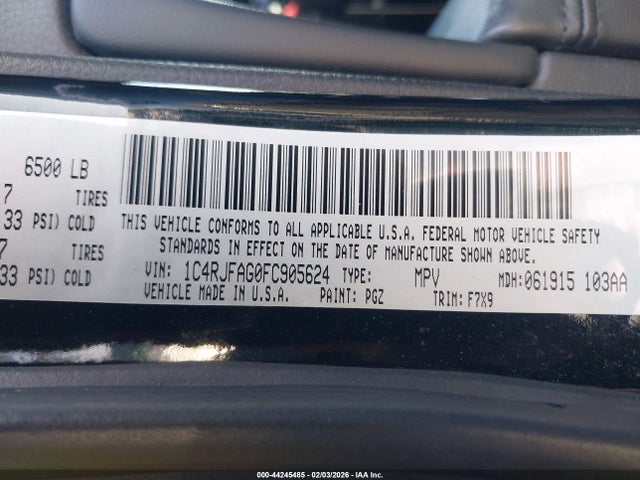 6500 LB
7 TIRES
33 PSI) COLD
7 TIRES
33 PSI) COLD
THIS VEHICLE CONFORMS TO ALL APPLICABLE U.S.A. FEDERAL MOTOR VEHICLE SAFETY
STANDARDS IN EFFECT ON THE DATE OF MANUFACTURE SHOWN ABOVE.
VIN: 1C4RJFAG0FC905624 TYPE: MPV MDH:061915 103AA
VEHICLE MADE IN U.S.A. PAINT: PGZ TRIM: F7X9
000-44245485 - 02/03/2026 - IAA Inc.